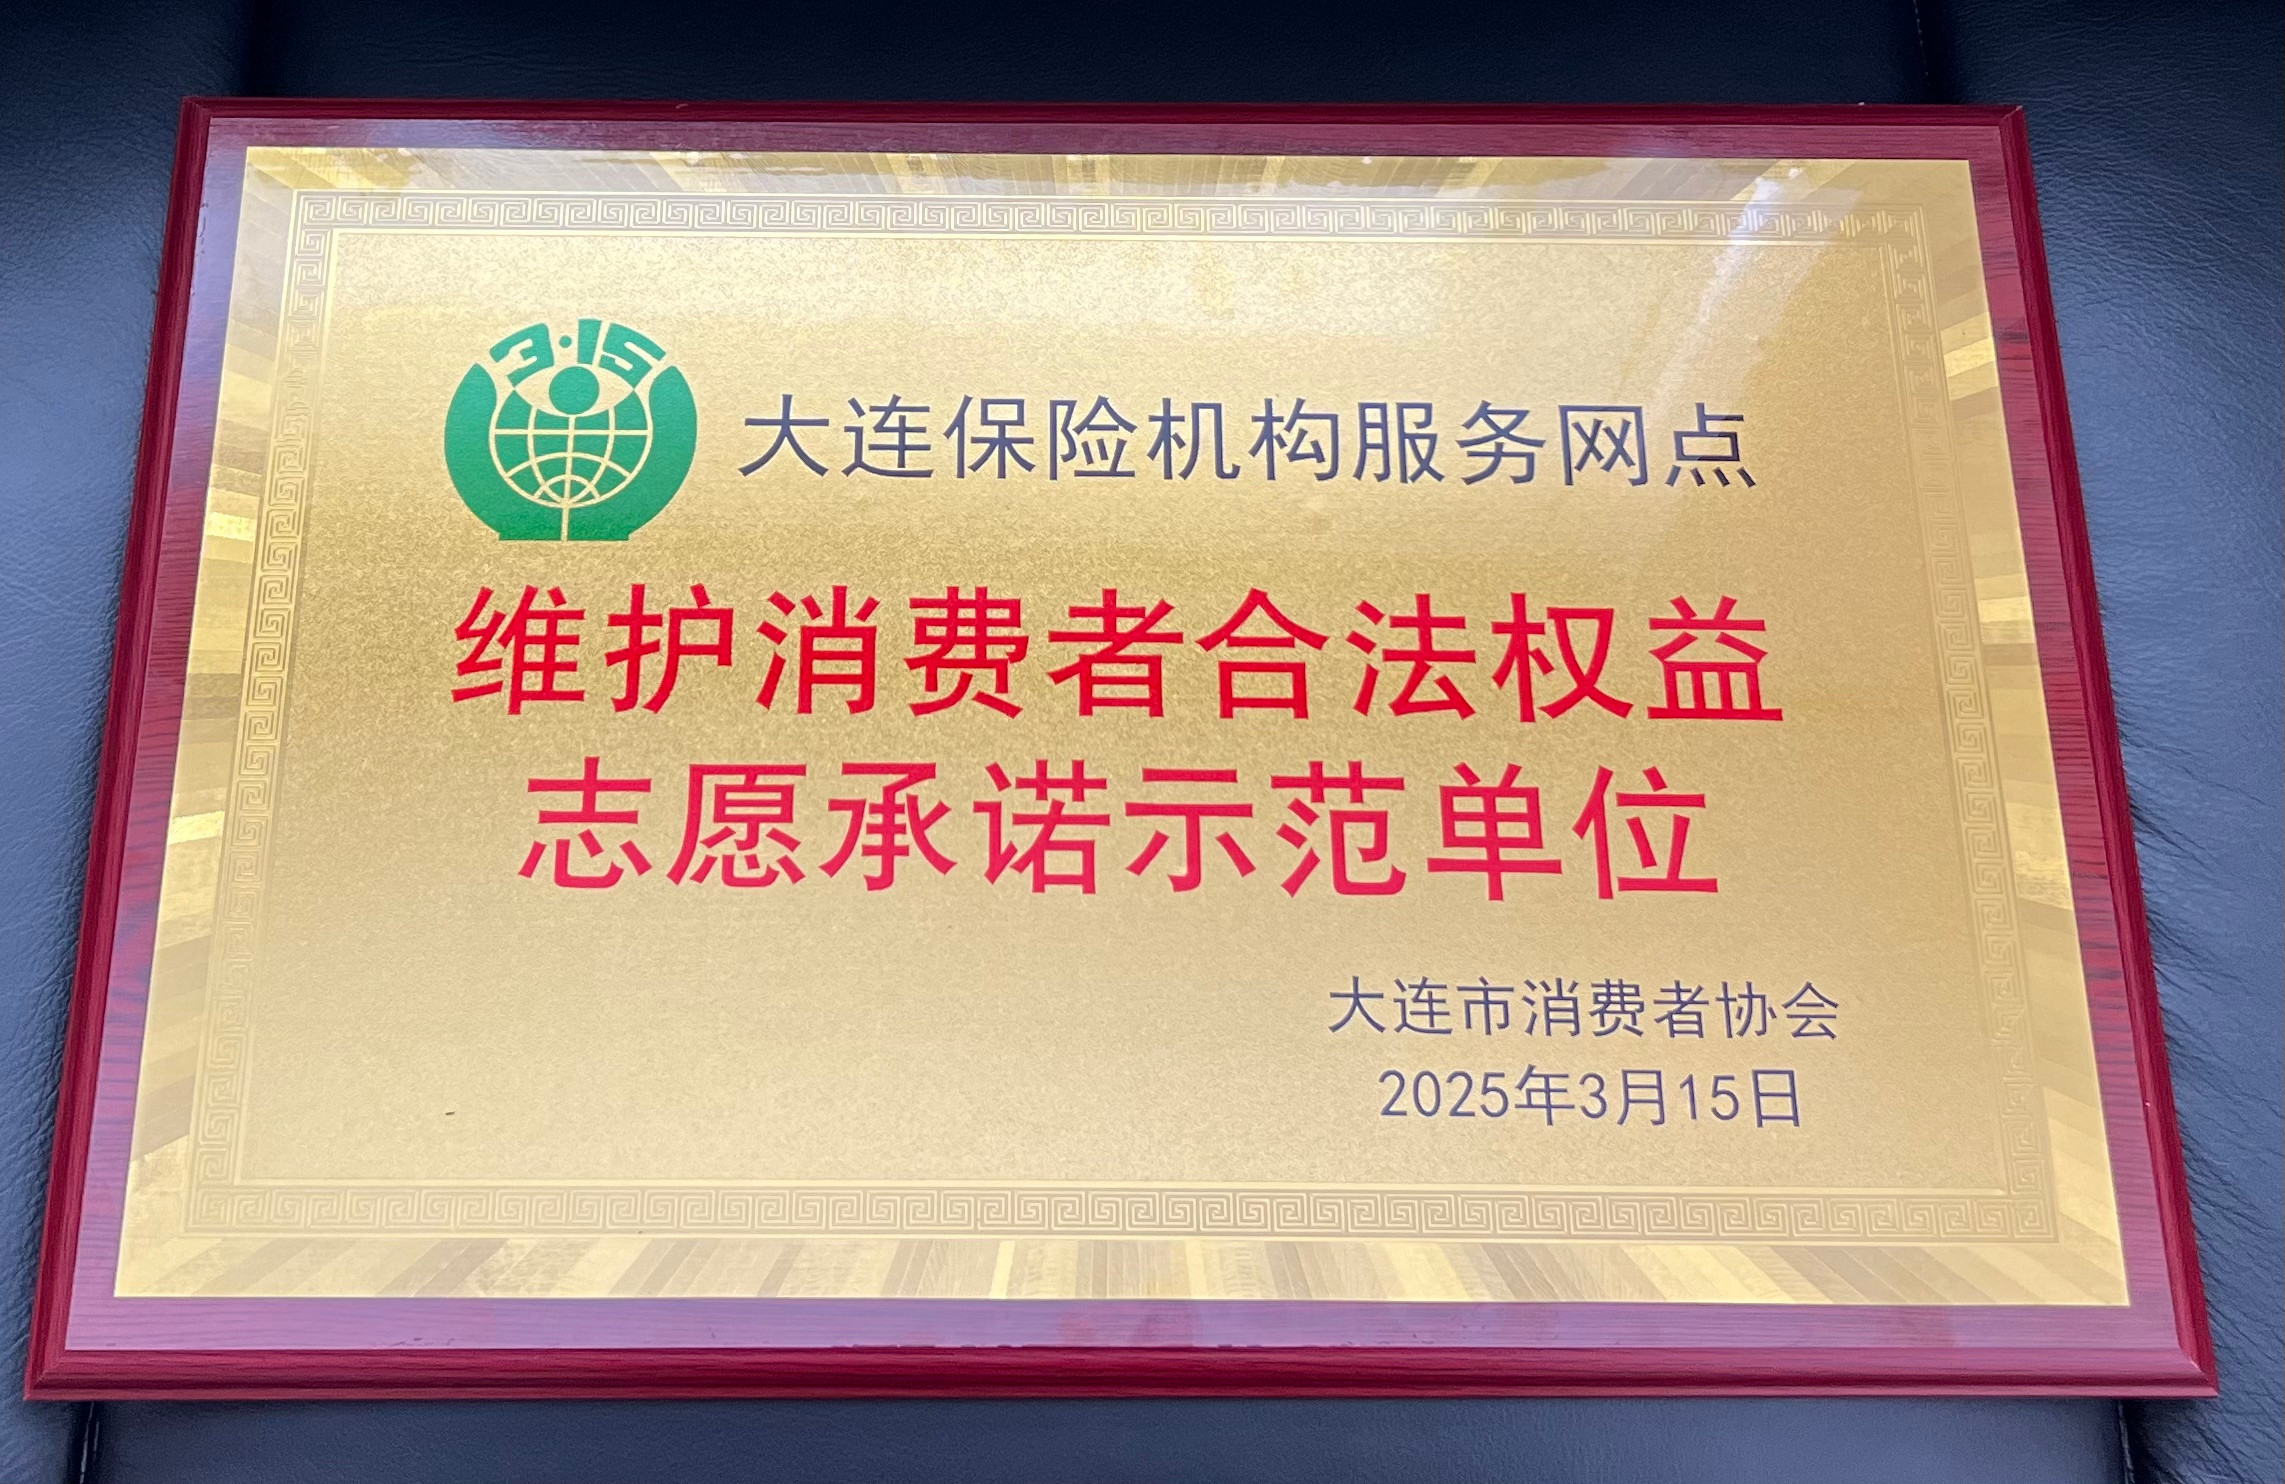 3·15
大连保险机构服务网点
维护消费者合法权益
志愿承诺示范单位
大连市消费者协会
2025年3月15日